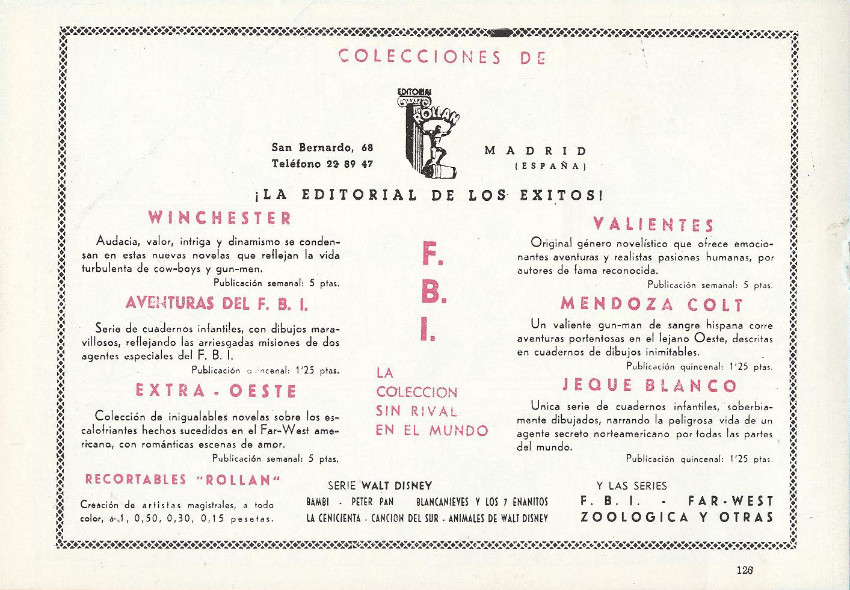 COLECCIONES DE
EDITORIAL
ROLLAN
San Bernardo, 68
Teléfono 22 89 47
MADRID
(ESPAÑA)
¡LA EDITORIAL DE LOS EXITOS!
WINCHESTER
Audacia, valor, intriga y dinamismo se conden-
san en estas nuevas novelas que reflejan la vida
turbulenta de cow-boys y gun-men.
Publicación semanal: 5 ptas.
AVENTURAS DEL F. B. I.
Serie de cuadernos infantiles, con dibujos mara-
villosos, reflejando las arriesgadas misiones de dos
agentes especiales del F. B. I.
Publicación quincenal: 1'25 ptas.
EXTRA - OESTE
Colección de inigualables novelas sobre los es-
calofriantes hechos sucedidos en el Far-West ame-
ricano, con románticas escenas de amor.
Publicación semanal: 5 ptas.
RECORTABLES "ROLLAN"
Creación de artistas magistrales, a todo
color, a 1, 0,50, 0,30, 0,15 pesetas.
F.
B.
I.
LA
COLECCION
SIN RIVAL
EN EL MUNDO
SERIE WALT DISNEY
BAMBI - PETER PAN BLANCANIEVES Y LOS 7 ENANITOS
LA CENICIENTA - CANCION DEL SUR - ANIMALES DE WALT DISNEY
VALIENTES
Original género novelístico que ofrece emocio-
nantes aventuras y realistas pasiones humanas, por
autores de fama reconocida.
Publicación semanal: 5 ptas.
MENDOZA COLT
Un valiente gun-man de sangre hispana corre
aventuras portentosas en el lejano Oeste, descritas
en cuadernos de dibujos inimitables.
Publicación quincenal: 1'25 ptas.
JEQUE BLANCO
Unica serie de cuadernos infantiles, soberbia-
mente dibujados, narrando la peligrosa vida de un
agente secreto norteamericano por todas las partes
del mundo.
Publicación quincenal: 1'25 ptas.
Y LAS SERIES
F. B. I. - FAR-WEST
ZOOLOGICA Y OTRAS
126